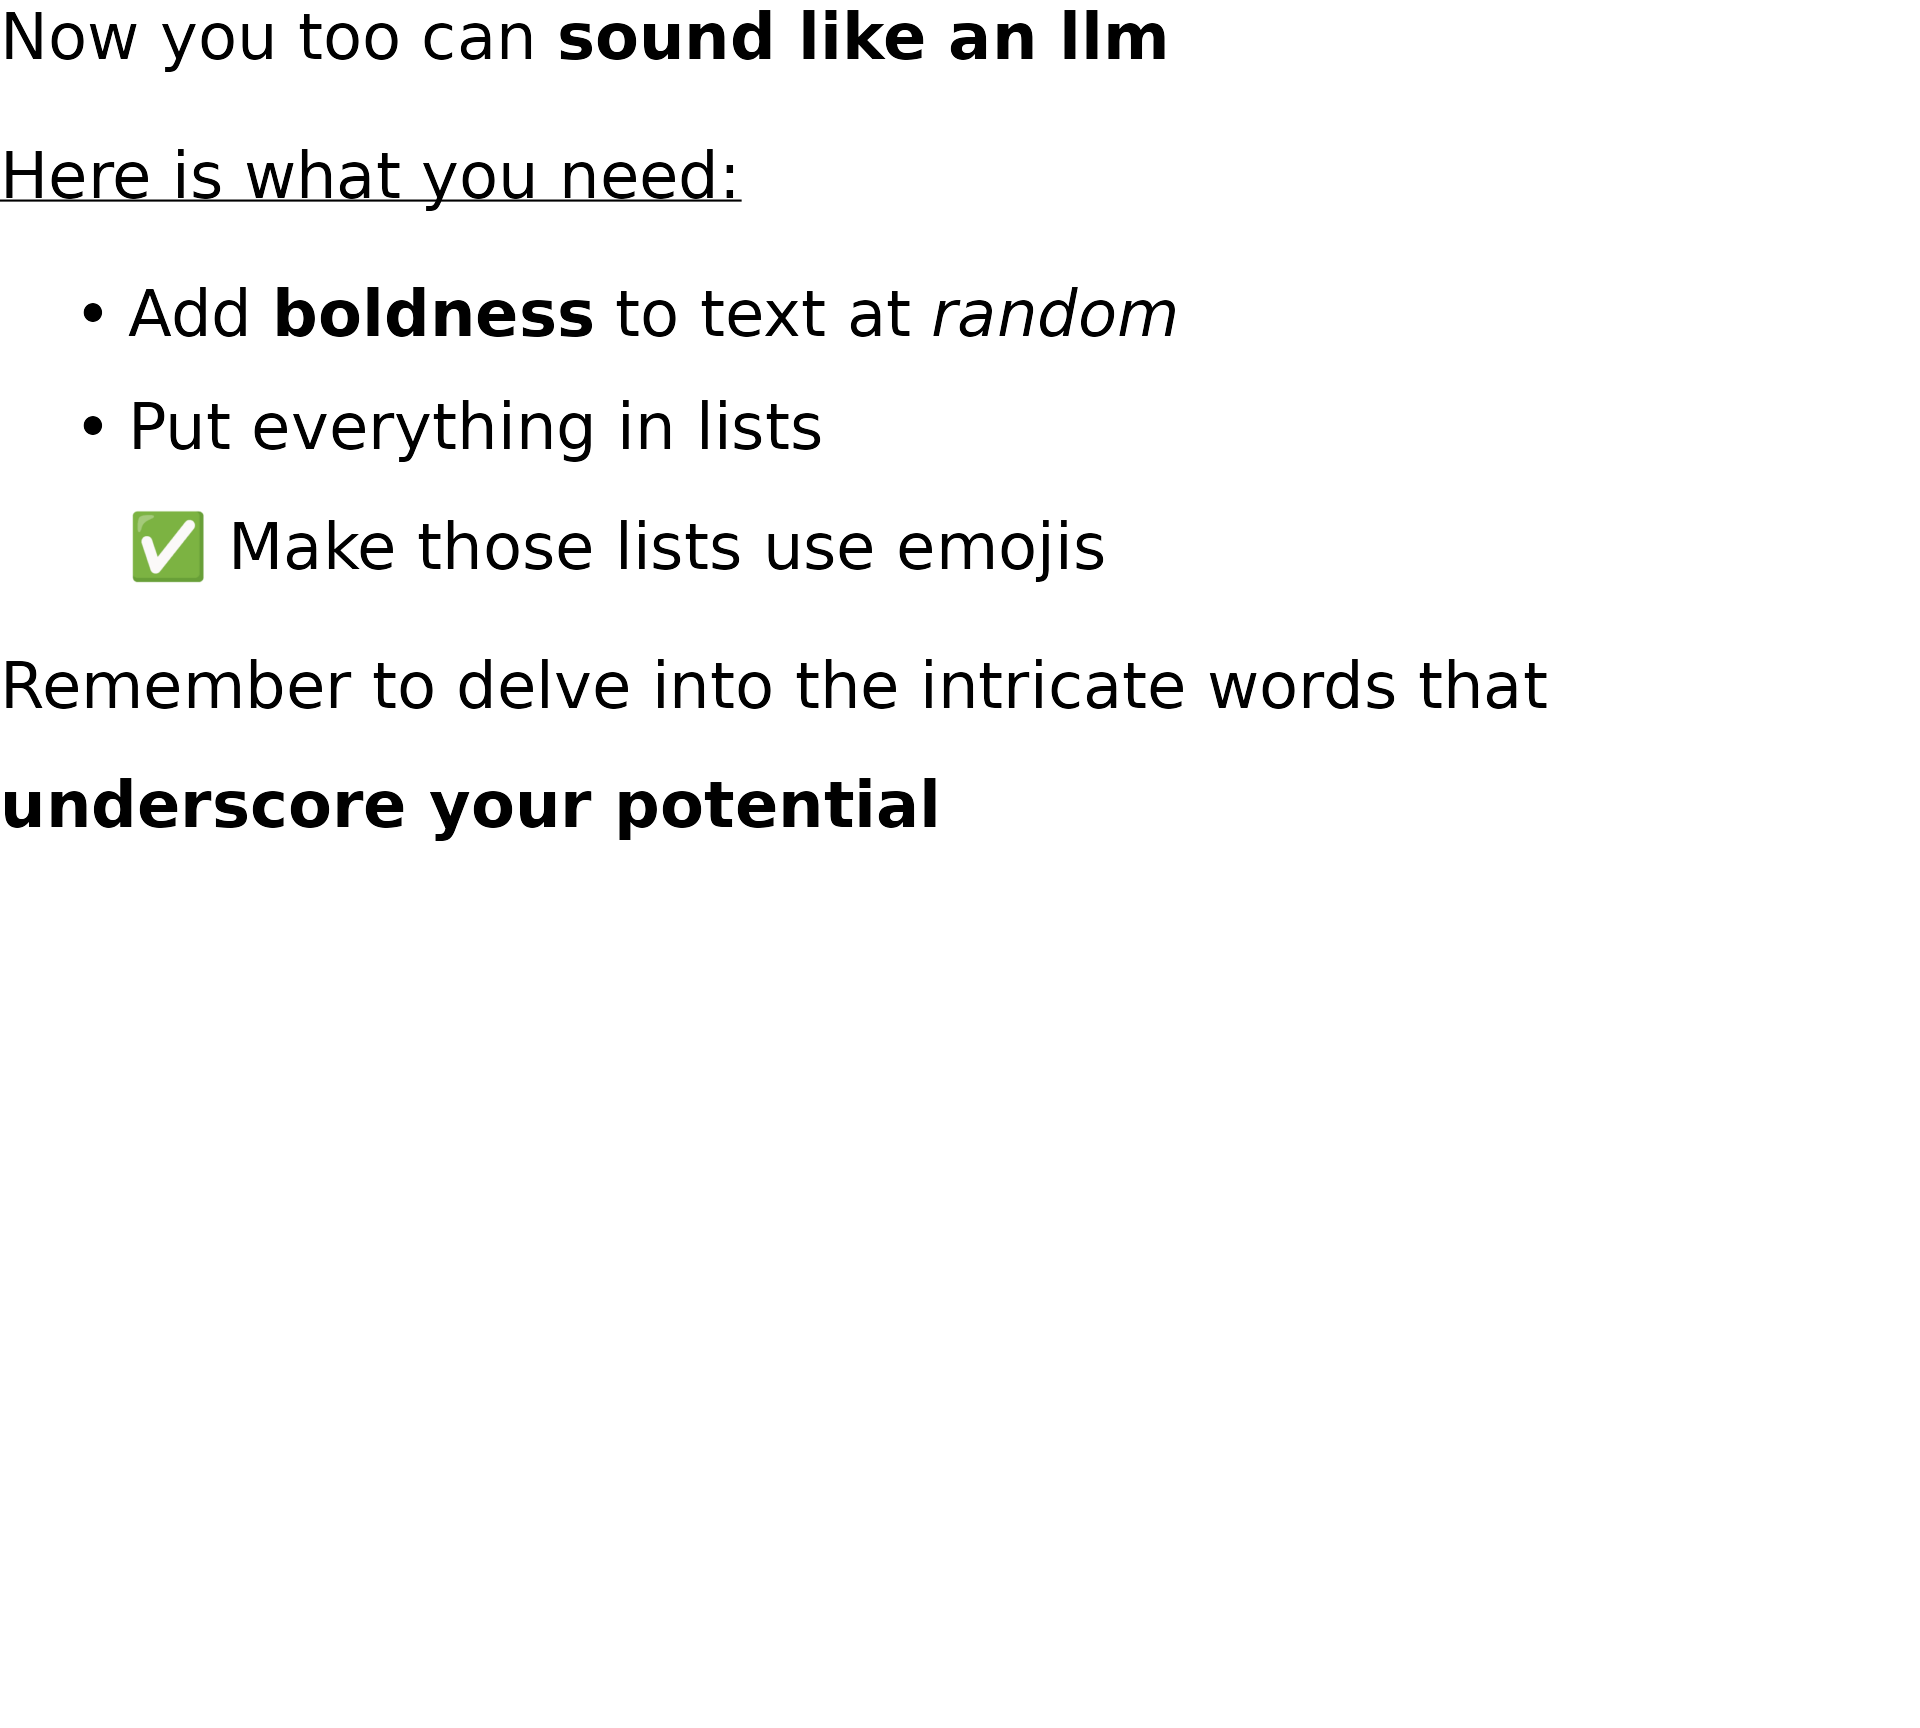 Now you too can sound like an llm
Here is what you need:
• Add boldness to text at random
• Put everything in lists
✅ Make those lists use emojis
Remember to delve into the intricate words that
underscore your potential